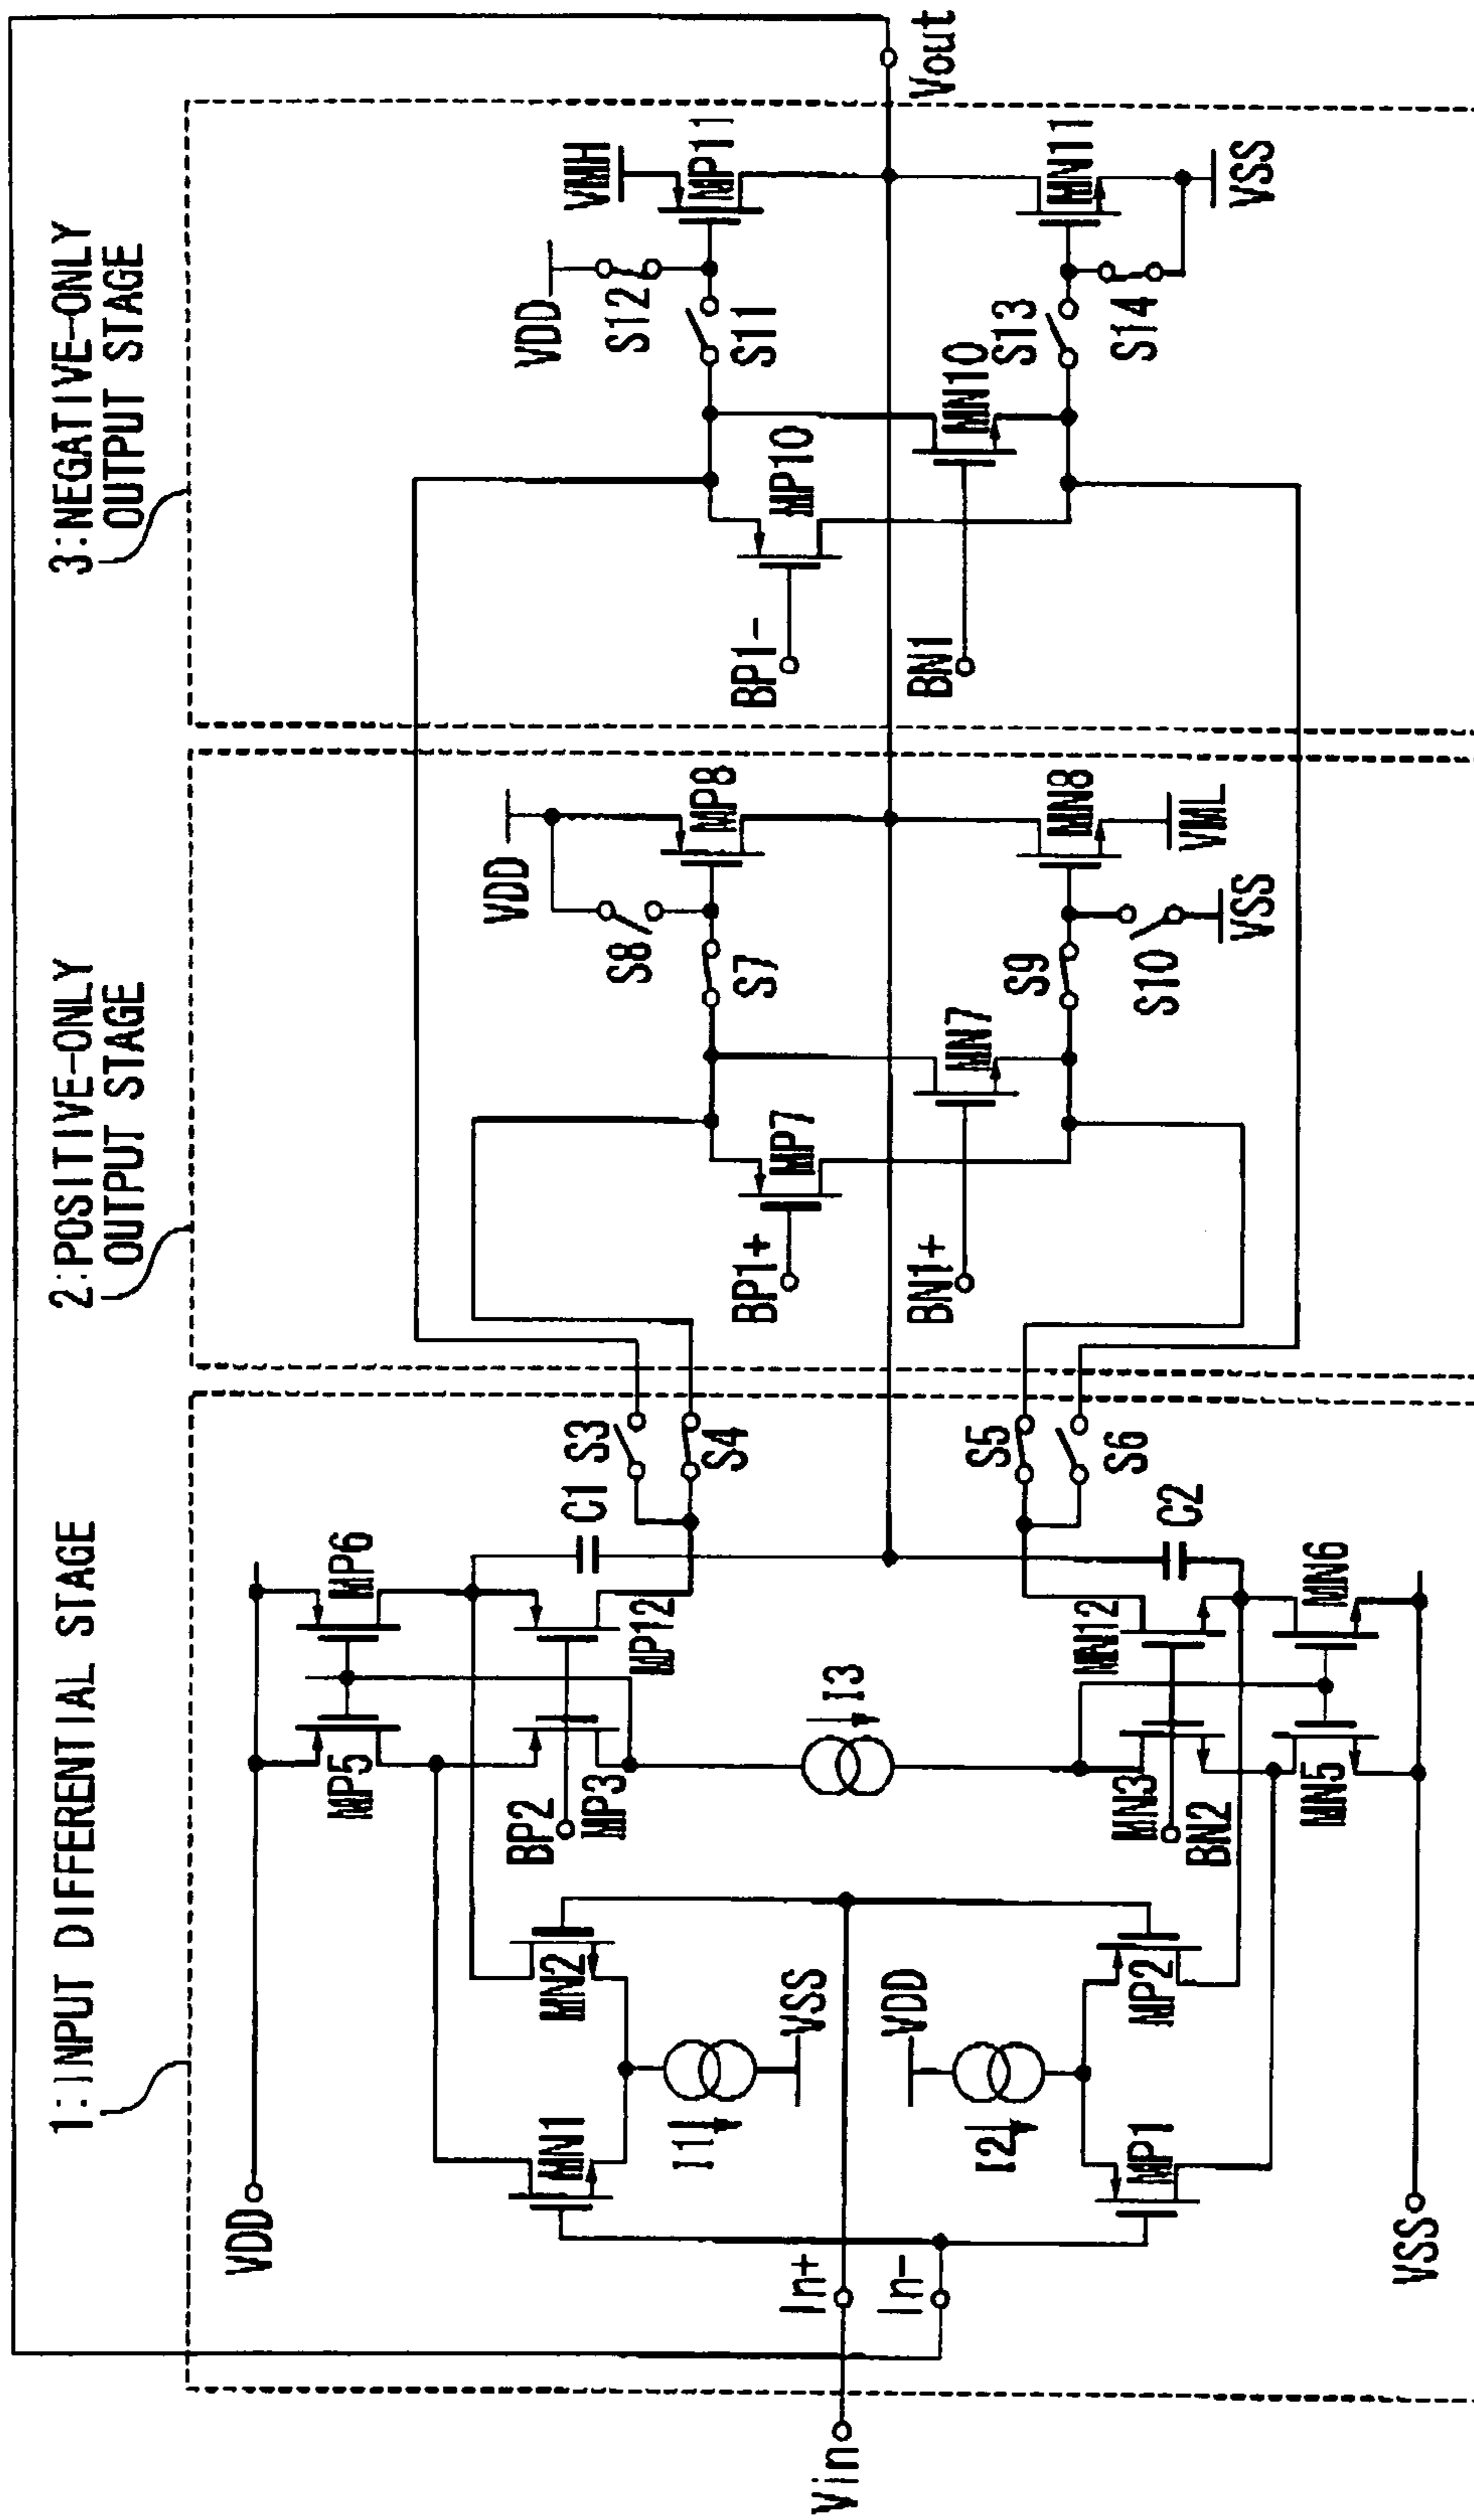 1:INPUT DIFFERENTIAL STAGE
2:POSITIVE-ONLY
OUTPUT STAGE
3:NEGATIVE-ONLY
OUTPUT STAGE
VDD
MP5
MP6
BP2
MP3
MP12
C1
S3
S4
MN1
MN2
I1
VSS
I3
Vin
In+
In-
VDD
I2
MP1
MP2
MN3
BN2
MN12
MN5
MN6
C2
S5
S6
VSS
VDD
S8
MP8
S7
BP1+
MP7
BN1+
MN7
S9
MN8
S10
VSS
VML
VDD
S12
VMH
MP11
S11
BP1-
MP10
BN1
MN10
S13
MN11
S14
VSS
Vout